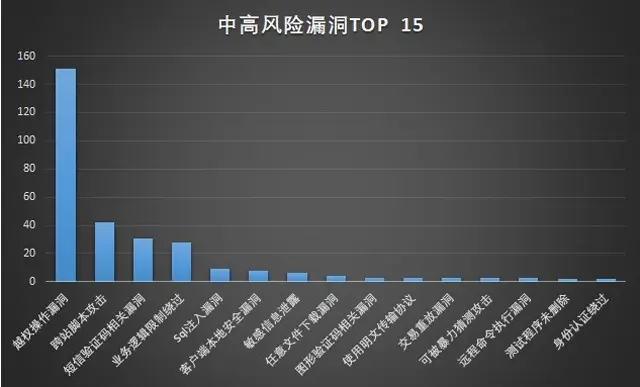 中高风险漏洞TOP 15
160
140
120
100
80
60
40
20
0
越权操作漏洞
跨站脚本攻击
短信验证码相关漏洞
业务逻辑限制绕过
Sql注入漏洞
客户端本地安全漏洞
敏感信息泄露
任意文件下载漏洞
图形验证码相关漏洞
使用明文传输协议
交易重放漏洞
可被暴力猜测攻击
远程命令执行漏洞
测试程序未删除
身份认证绕过